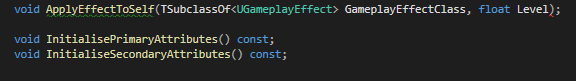 void ApplyEffectToSelf(TSubclassOf<UGameplayEffect> GameplayEffectClass, float Level);
void InitialisePrimaryAttributes() const;
void InitialiseSecondaryAttributes() const;